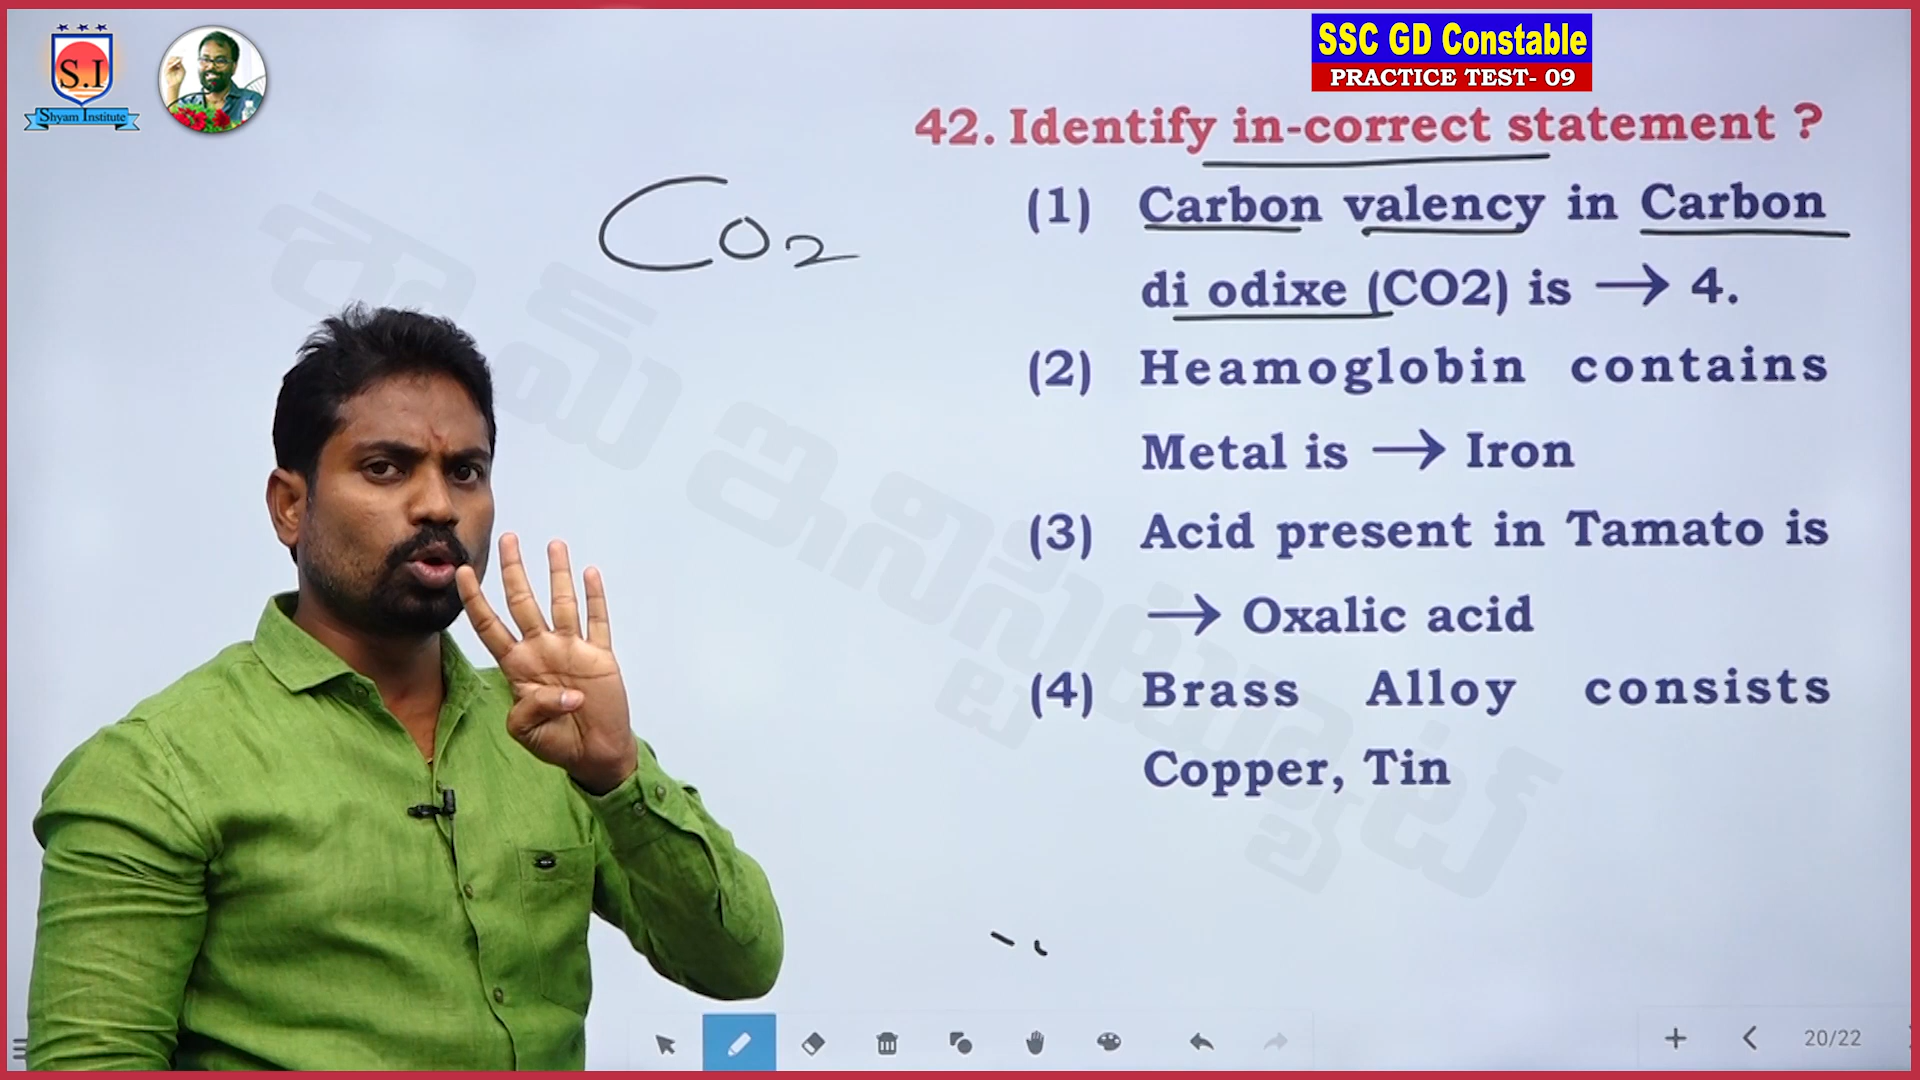 S.I
Shyam Institute
SSC GD Constable
PRACTICE TEST- 09
42. Identify in-correct statement ?
(1) Carbon valency in Carbon
di odixe (CO2) is → 4.
(2) Heamoglobin contains
Metal is → Iron
(3) Acid present in Tamato is
→ Oxalic acid
(4) Brass Alloy consists
Copper, Tin
CO2
శ్యామ్ ఇన్‌స్టిట్యూట్
20/22